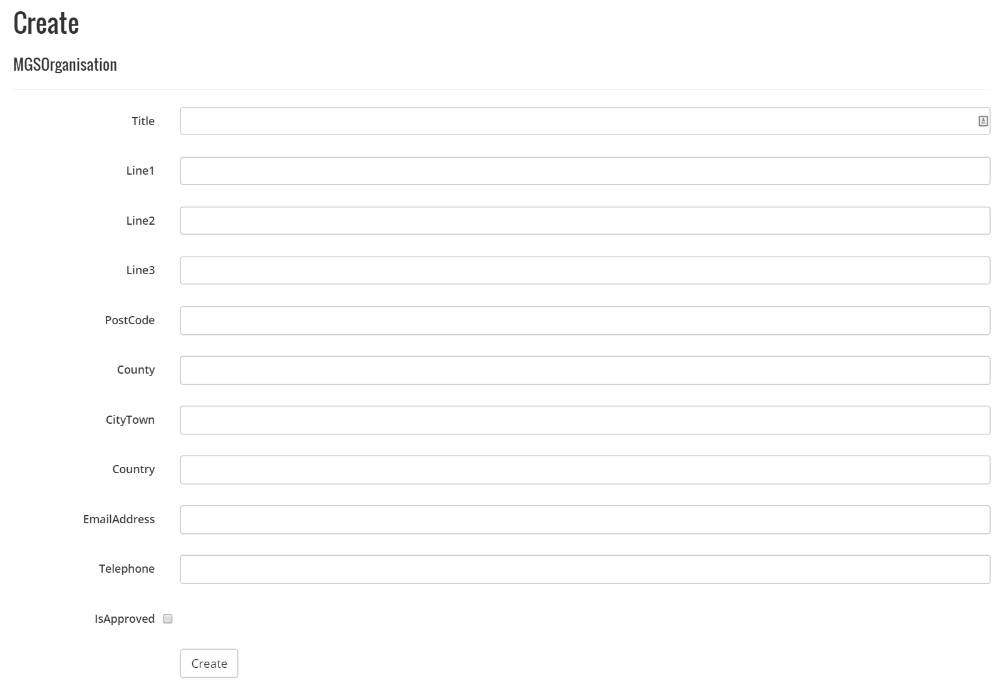 Create
MGSOrganisation
Title
Line1
Line2
Line3
PostCode
County
CityTown
Country
EmailAddress
Telephone
IsApproved
Create